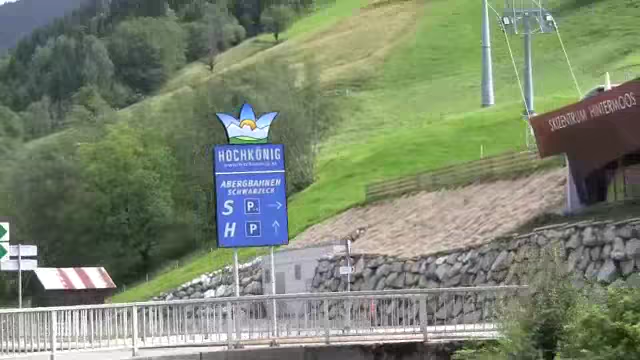 HOCHKÖNIG
ABERGBAHNEN
SCHWARZECK
S P →
H P ↑
SKIZENTRUM HINTERMOOS